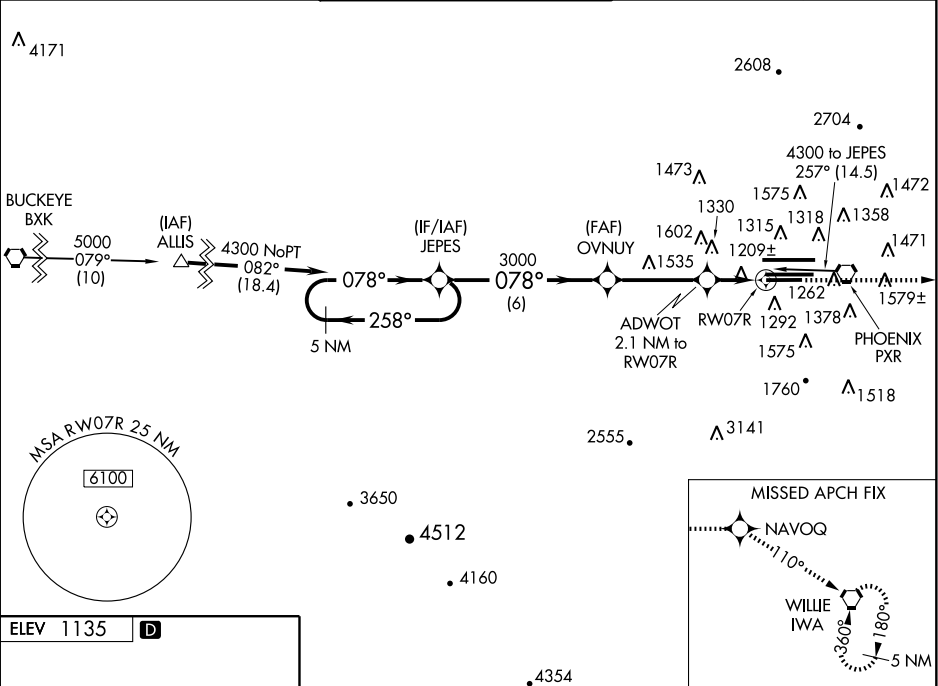 4171
2608
2704
4300 to JEPES
257° (14.5)
1473
1575
1472
1330
1315
1318
1358
BUCKEYE
BXK
5000
079°
(10)
(IAF)
ALLIS
4300 NoPT
082°
(18.4)
(IF/IAF)
JEPES
3000
078°
(6)
(FAF)
OVNUY
1602
1535
1209±
1471
078°
258°
5 NM
ADWOT
2.1 NM to
RW07R
RW07R
1262
1292
1378
1579±
PHOENIX
PXR
1575
1760
1518
3141
2555
MSA RW07R 25 NM
6100
3650
4512
4160
4354
MISSED APCH FIX
NAVOQ
110°
WILLIE
IWA
360°
180°
5 NM
ELEV 1135 D